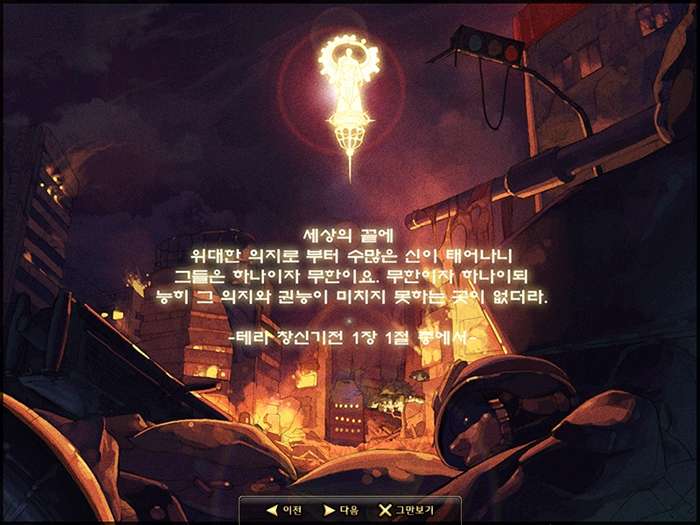 세상의 끝에
위대한 의지로 부터 수많은 신이 태어나니
그들은 하나이자 무한이요. 무한이자 하나이되
능히 그 의지와 권능이 미치지 못하는 곳이 없더라.
-테라 창신기전 1장 1절 중에서-
이전 다음 그만보기